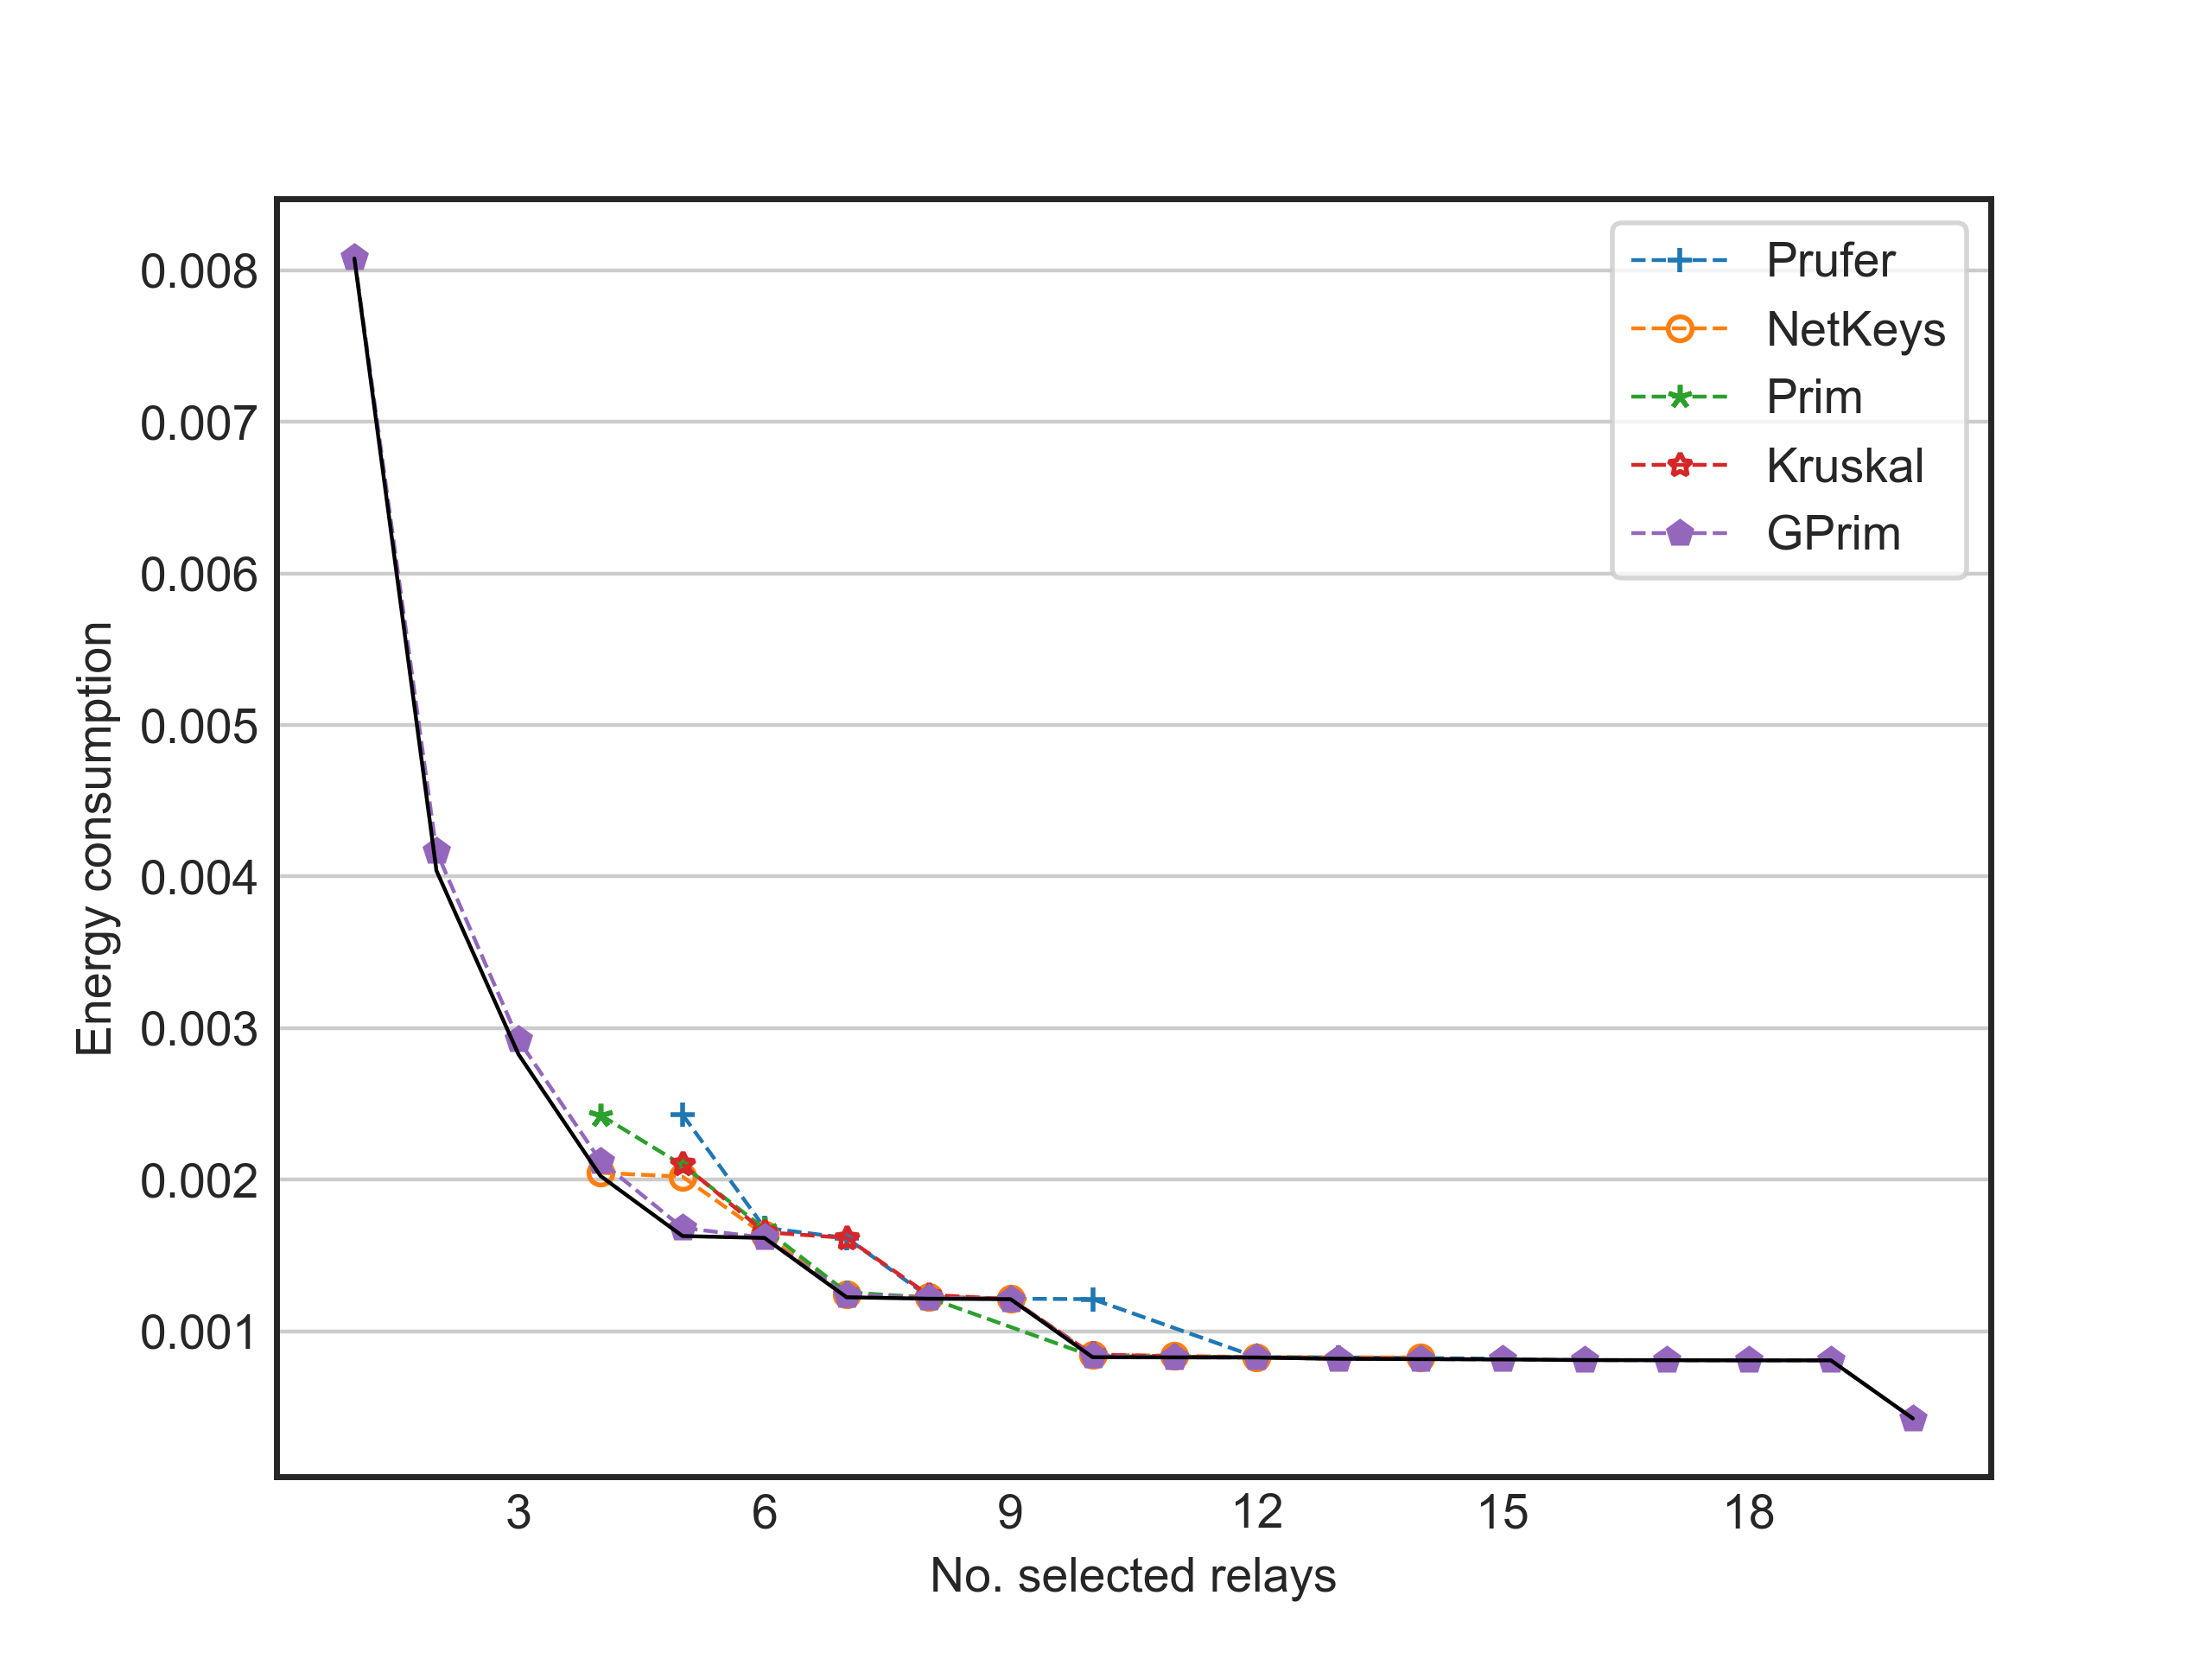 Prufer
NetKeys
Prim
Kruskal
GPrim
0.008
0.007
0.006
0.005
0.004
0.003
0.002
0.001
Energy consumption
3 6 9 12 15 18
No. selected relays